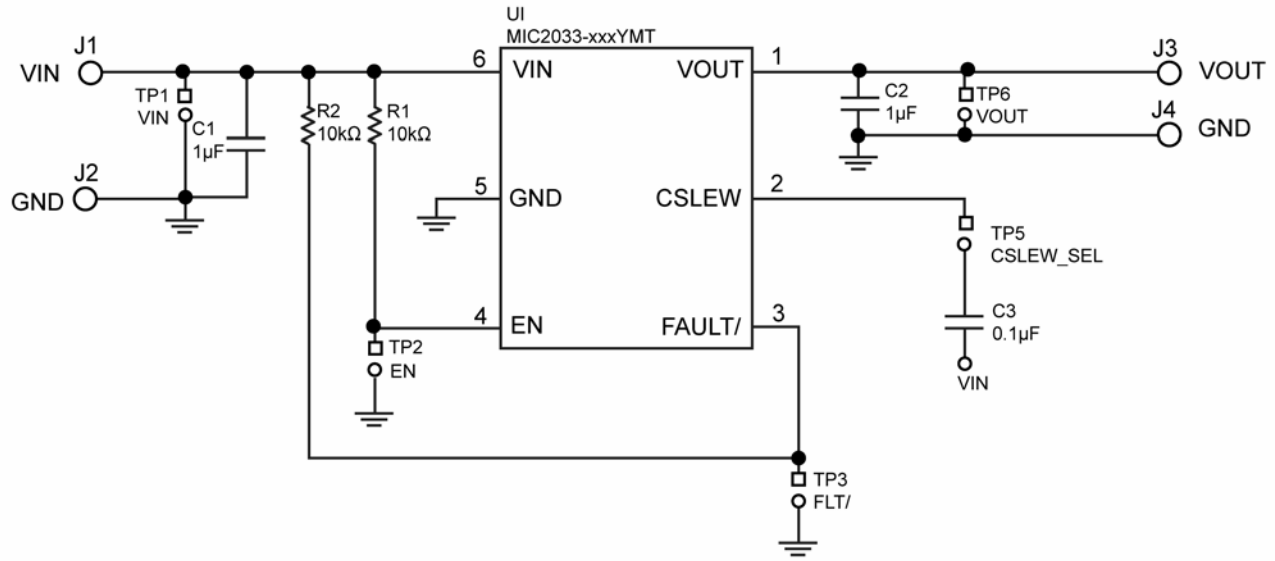 UI
MIC2033-xxxYMT
J1
VIN
6
VIN
VOUT
1
J3
VOUT
TP1
VIN
C1
1µF
R2
10kΩ
R1
10kΩ
C2
1µF
TP6
VOUT
J4
GND
J2
GND
5
GND
CSLEW
2
TP5
CSLEW_SEL
4
EN
FAULT/
3
C3
0.1µF
VIN
TP2
EN
TP3
FLT/